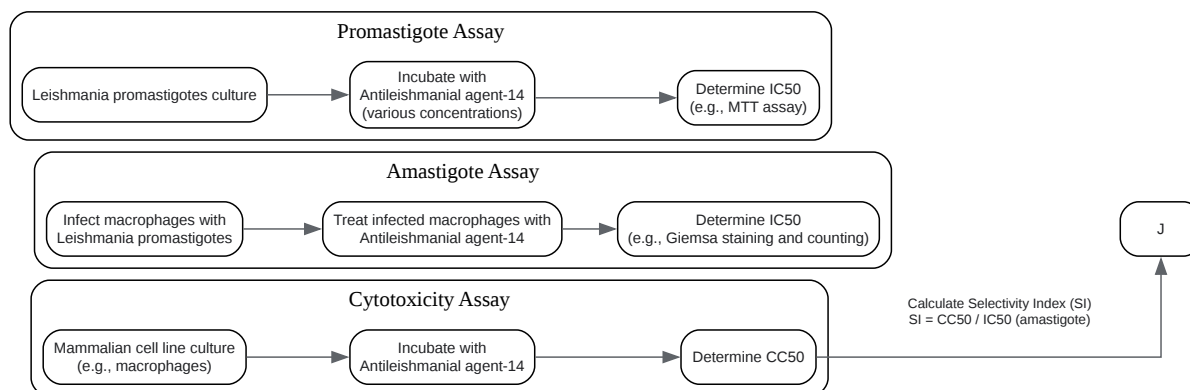 Promastigote Assay
Leishmania promastigotes culture
Incubate with
Antileishmanial agent-14
(various concentrations)
Determine IC50
(e.g., MTT assay)
Amastigote Assay
Infect macrophages with
Leishmania promastigotes
Treat infected macrophages with
Antileishmanial agent-14
Determine IC50
(e.g., Giemsa staining and counting)
J
Cytotoxicity Assay
Mammalian cell line culture
(e.g., macrophages)
Incubate with
Antileishmanial agent-14
Determine CC50
Calculate Selectivity Index (SI)
SI = CC50 / IC50 (amastigote)